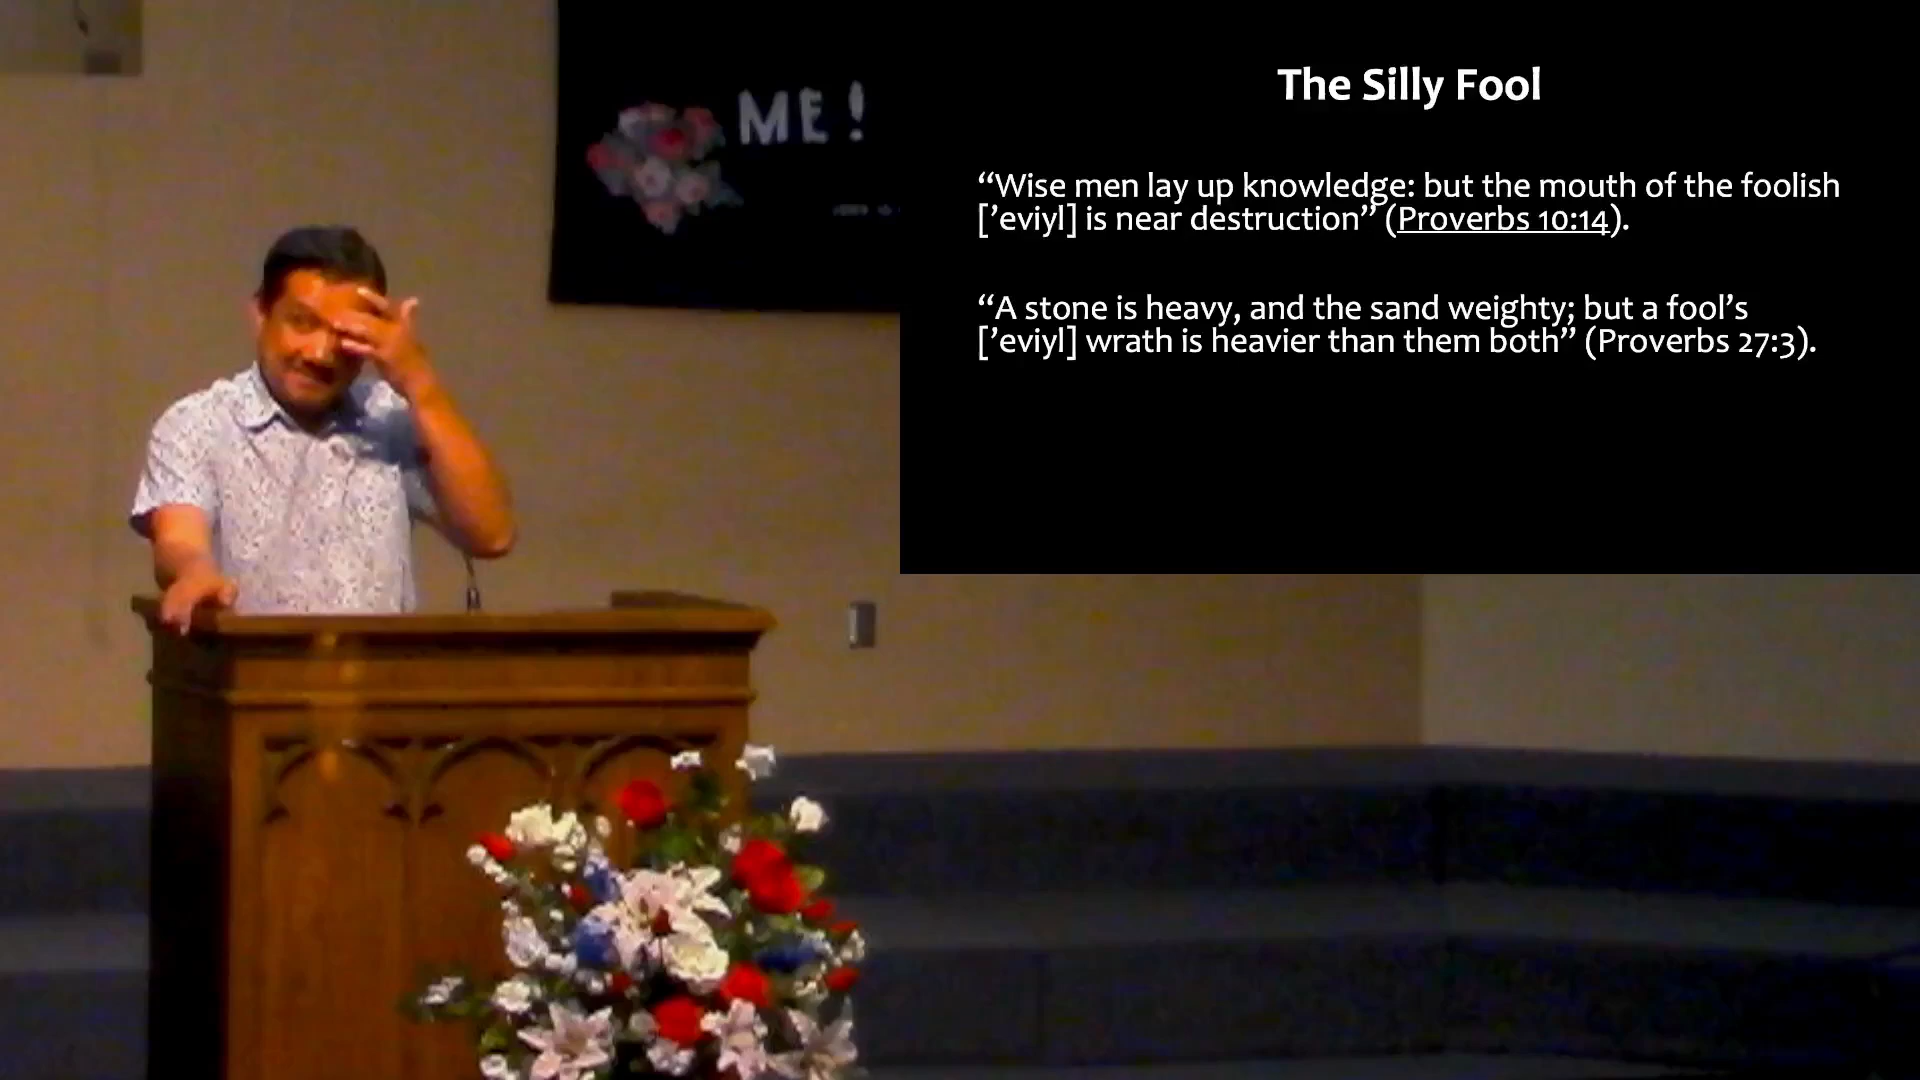 ME!
The Silly Fool
“Wise men lay up knowledge: but the mouth of the foolish
[’eviyl] is near destruction” (Proverbs 10:14).
“A stone is heavy, and the sand weighty; but a fool’s
[’eviyl] wrath is heavier than them both” (Proverbs 27:3).